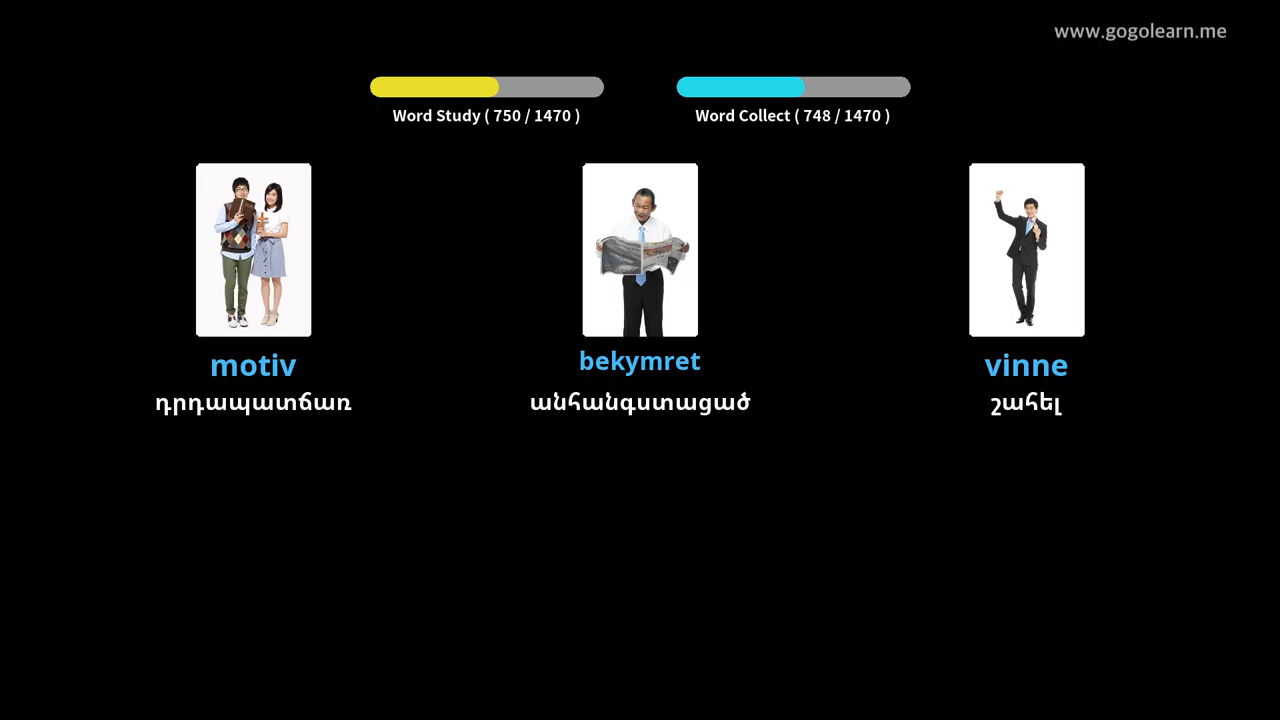 www.gogolearn.me
Word Study ( 750 / 1470 )
Word Collect ( 748 / 1470 )
motiv
bekymret
vinne
դրդապատճառ
անհանգստացած
շահել